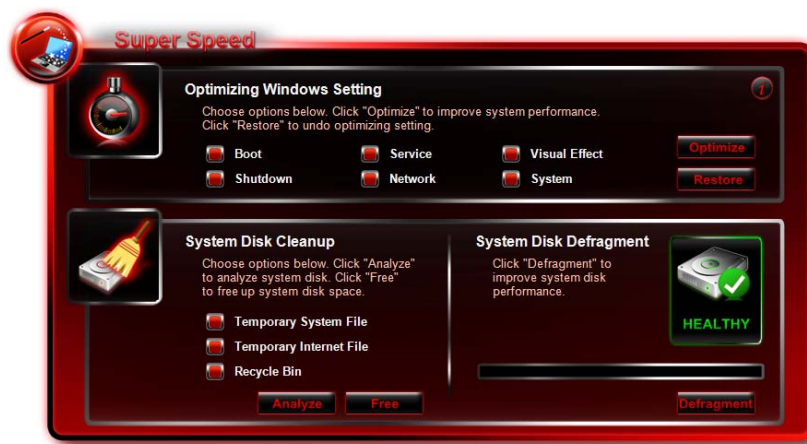 Super Speed
Optimizing Windows Setting
Choose options below. Click "Optimize" to improve system performance.
Click "Restore" to undo optimizing setting.
Boot
Service
Visual Effect
Optimize
Shutdown
Network
System
Restore
System Disk Cleanup
Choose options below. Click "Analyze"
to analyze system disk. Click "Free"
to free up system disk space.
Temporary System File
Temporary Internet File
Recycle Bin
Analyze
Free
System Disk Defragment
Click "Defragment" to
improve system disk
performance.
HEALTHY
Defragment